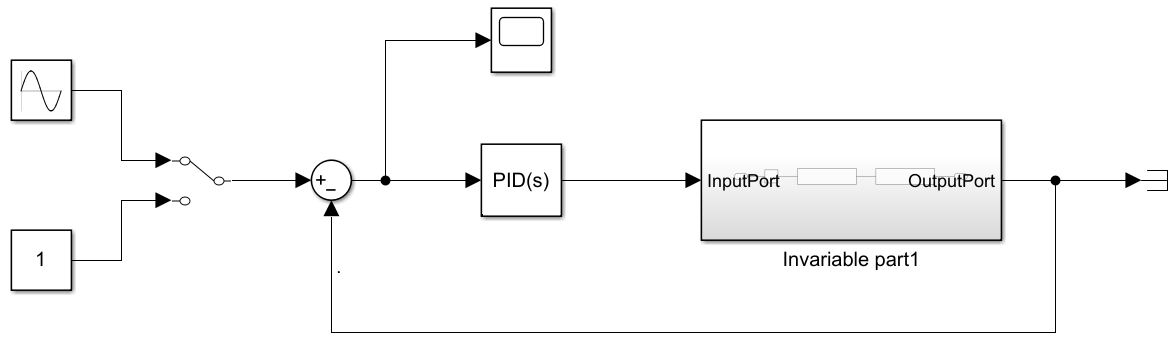 +
_
PID(s)
InputPort
OutputPort
1
Invariable part1